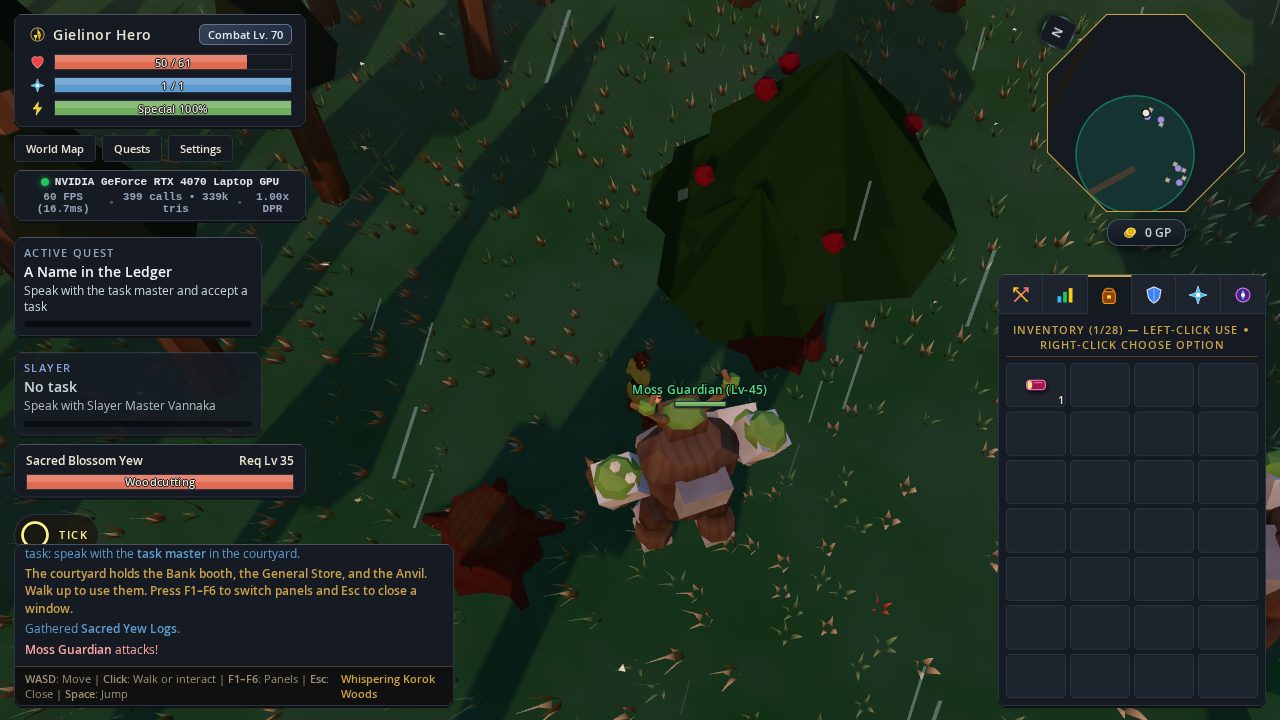 Gielinor Hero
Combat Lv. 70
50 / 61
1 / 1
Special 100%
World Map
Quests
Settings
NVIDIA GeForce RTX 4070 Laptop GPU
60 FPS (16.7ms) • 399 calls • 339k tris • 1.00x DPR
ACTIVE QUEST
A Name in the Ledger
Speak with the task master and accept a
task
SLAYER
No task
Speak with Slayer Master Vannaka
Sacred Blossom Yew
Req Lv 35
Woodcutting
TICK
task: speak with the task master in the courtyard.
The courtyard holds the Bank booth, the General Store, and the Anvil.
Walk up to use them. Press F1–F6 to switch panels and Esc to close a
window.
Gathered Sacred Yew Logs.
Moss Guardian attacks!
WASD: Move | Click: Walk or interact | F1–F6: Panels | Esc:
Close | Space: Jump
Whispering Korok
Woods
Moss Guardian (Lv-45)
N
0 GP
INVENTORY (1/28) — LEFT-CLICK USE •
RIGHT-CLICK CHOOSE OPTION
1